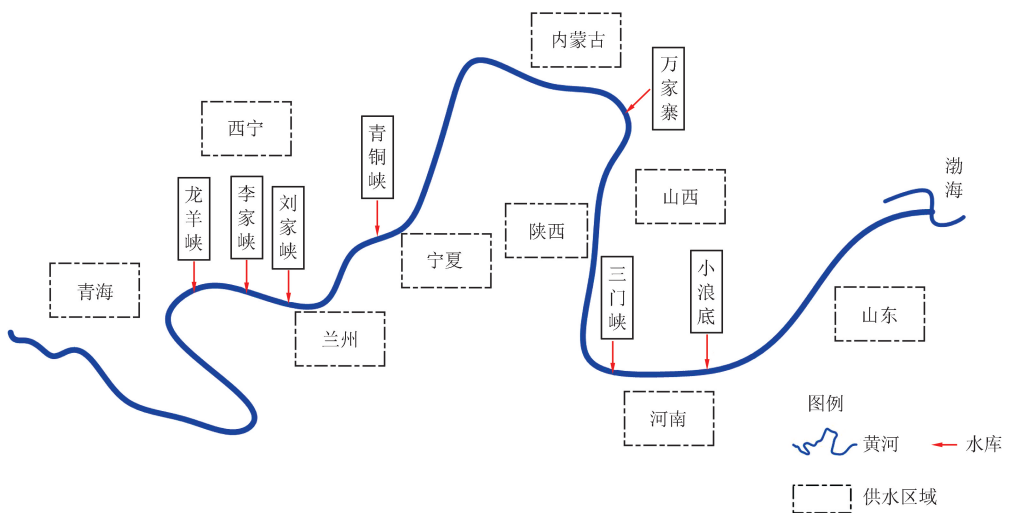 内蒙古
万家寨
西宁
青铜峡
渤海
龙羊峡
李家峡
刘家峡
山西
陕西
宁夏
青海
三门峡
小浪底
兰州
山东
河南
图例
黄河
水库
供水区域